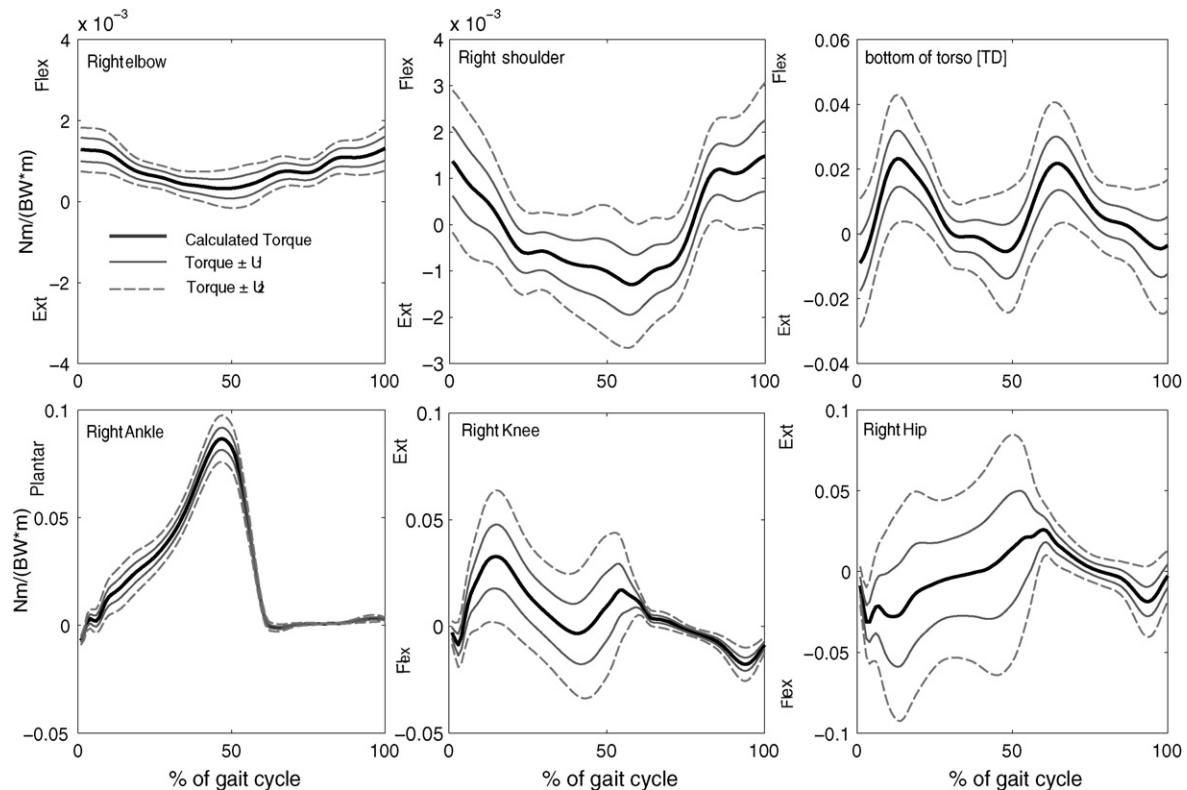 x 10⁻³
4
2
0
−2
−4
0
50
100
Flex
Ext
Nm/(BW*m)
Right elbow
Calculated Torque
Torque ± U₁
Torque ± U₂
x 10⁻³
4
3
2
1
0
−1
−2
−3
0
50
100
Flex
Ext
Right shoulder
0.06
0.04
0.02
0
−0.02
−0.04
0
50
100
Flex
Ext
bottom of torso [TD]
0.1
0.05
0
−0.05
0
50
100
Plantar
Nm/(BW*m)
Right Ankle
% of gait cycle
0.1
0.05
0
−0.05
0
50
100
Ext
Flex
Right Knee
% of gait cycle
0.1
0.05
0
−0.05
−0.1
0
50
100
Ext
Flex
Right Hip
% of gait cycle